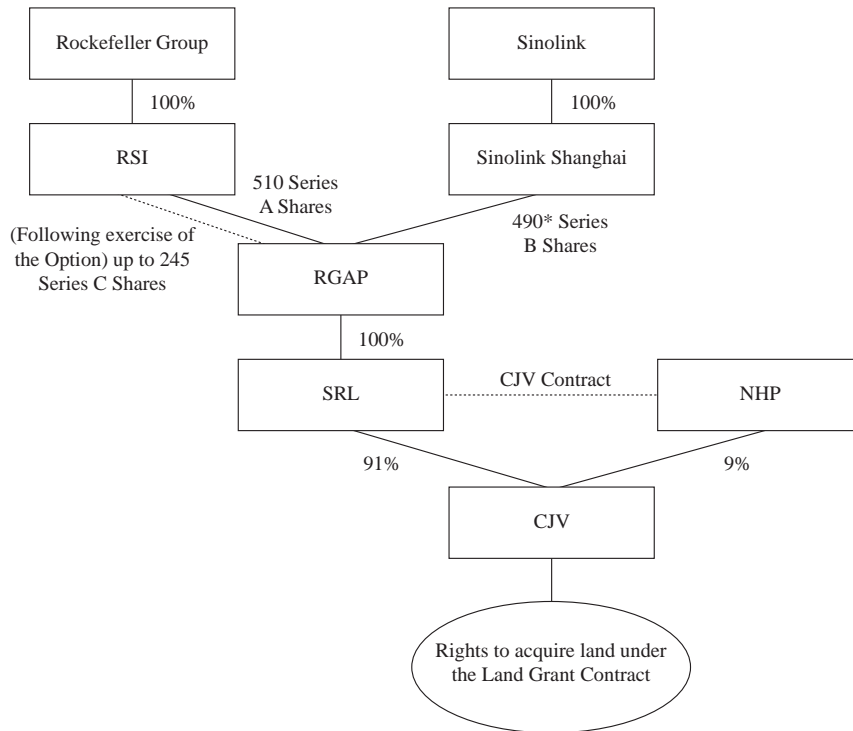 Rockefeller Group
Sinolink
100%
100%
RSI
Sinolink Shanghai
510 Series
A Shares
490* Series
B Shares
(Following exercise of
the Option) up to 245
Series C Shares
RGAP
100%
SRL
CJV Contract
NHP
91%
9%
CJV
Rights to acquire land under
the Land Grant Contract